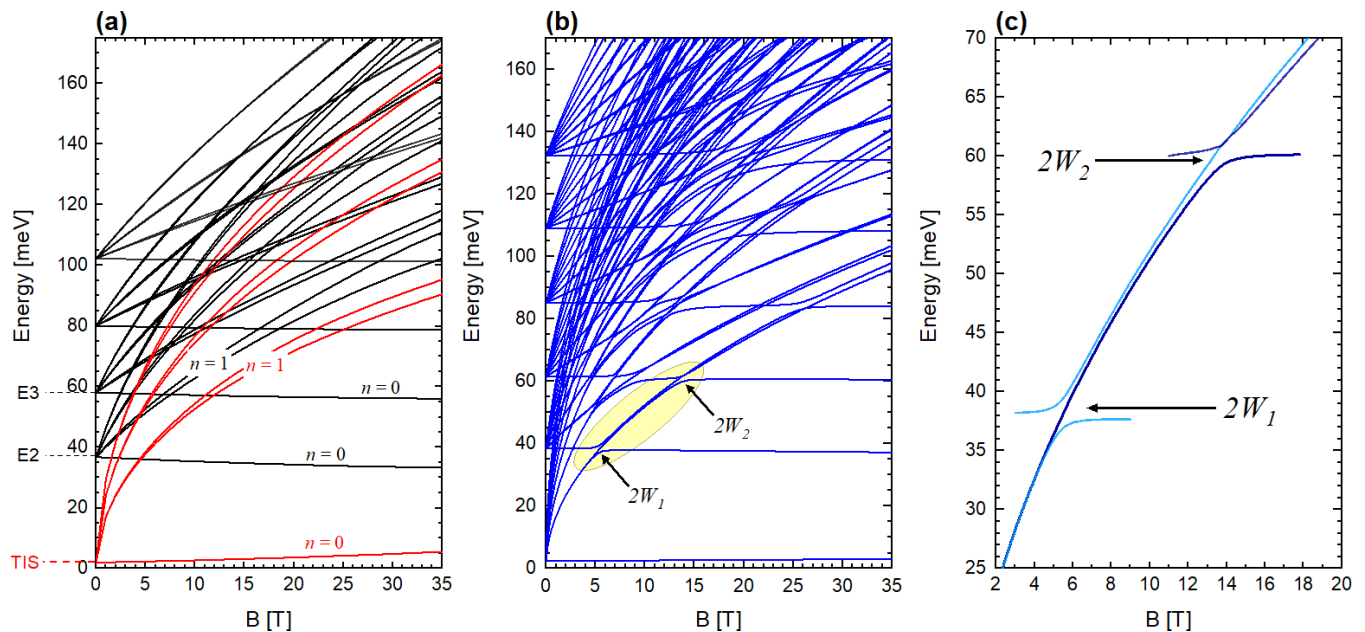 (a)
Energy [meV]
160
140
120
100
80
60
40
20
0
E3
E2
TIS
n = 1
n = 1
n = 0
n = 0
n = 0
0 5 10 15 20 25 30 35
B [T]
(b)
Energy [meV]
160
140
120
100
80
60
40
20
0
2W2
2W1
0 5 10 15 20 25 30 35
B [T]
(c)
Energy [meV]
70
65
60
55
50
45
40
35
30
25
2W2
2W1
2 4 6 8 10 12 14 16 18 20
B [T]